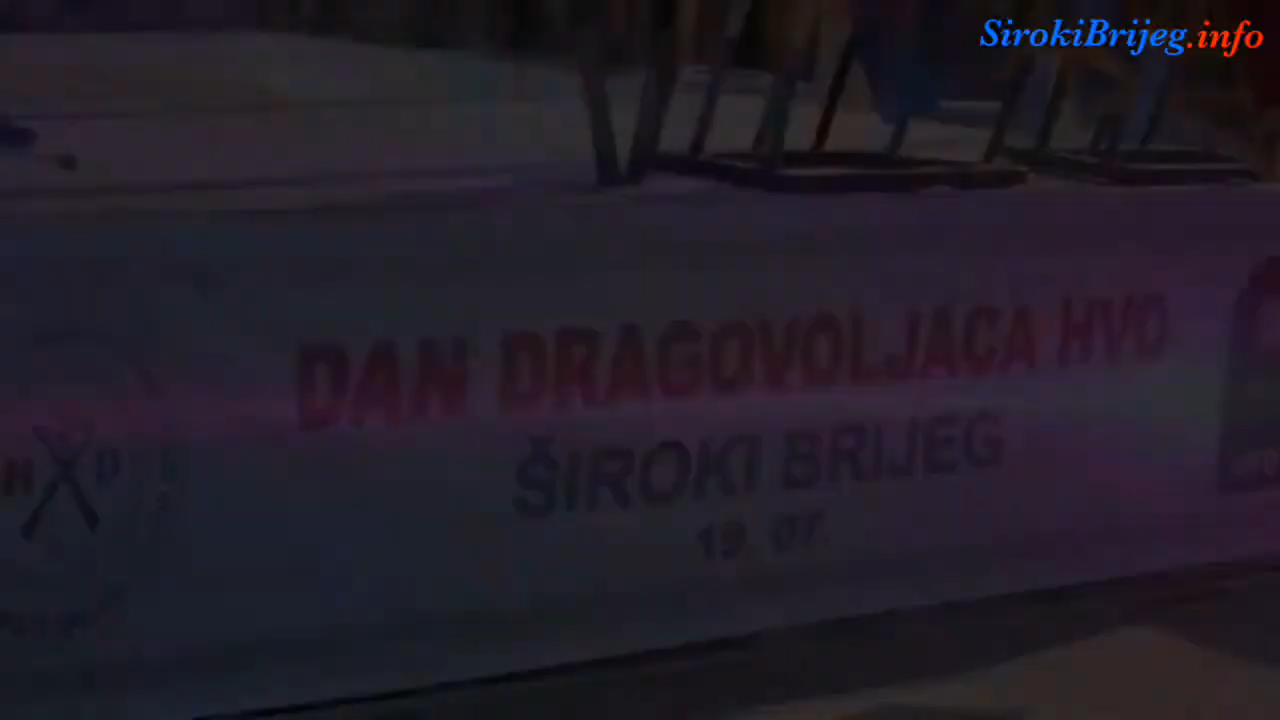 SirokiBrijeg.info
DAN DRAGOVOLJACA HVO
ŠIROKI BRIJEG
19. 07.
H D